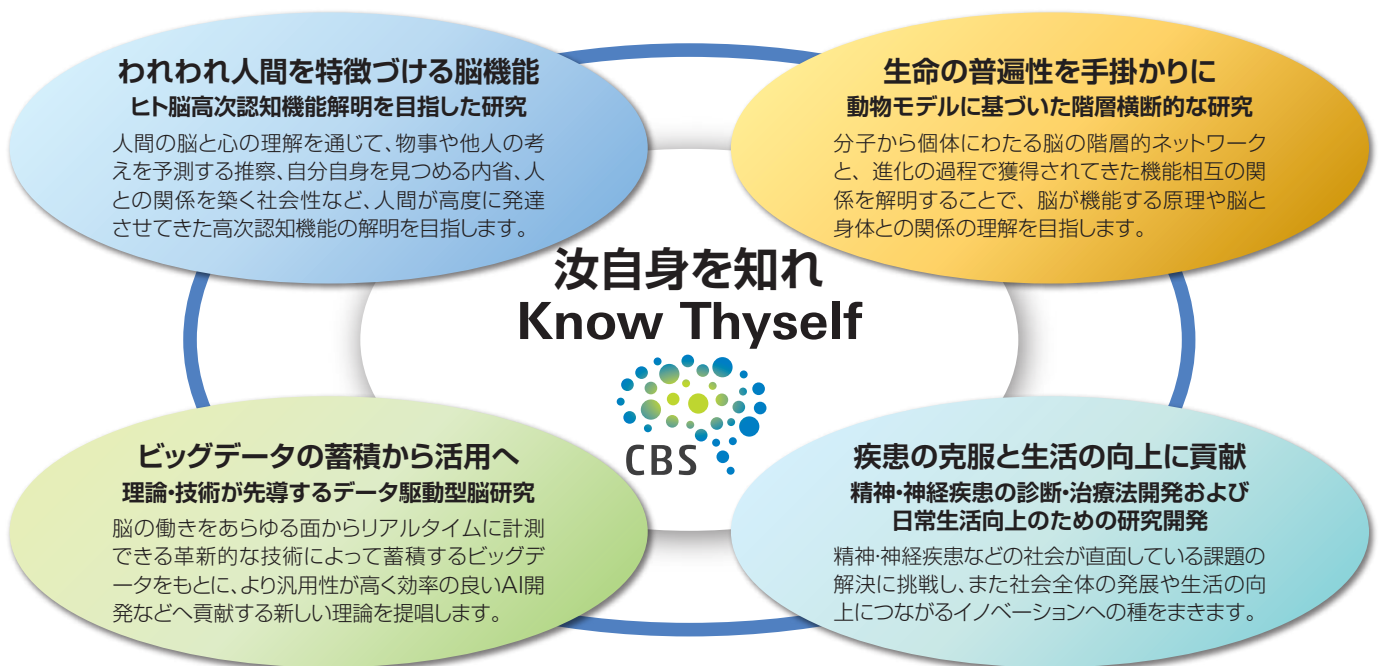 われわれ人間を特徴づける脳機能
ヒト脳高次認知機能解明を目指した研究
人間の脳と心の理解を通じて、物事や他人の考
えを予測する推察、自分自身を見つめる内省、人
との関係を築く社会性など、人間が高度に発達
させてきた高次認知機能の解明を目指します。
生命の普遍性を手掛かりに
動物モデルに基づいた階層横断的な研究
分子から個体にわたる脳の階層的ネットワーク
と、進化の過程で獲得されてきた機能相互の関
係を解明することで、脳が機能する原理や脳と
身体との関係の理解を目指します。
汝自身を知れ
Know Thyself
CBS
ビッグデータの蓄積から活用へ
理論・技術が先導するデータ駆動型脳研究
脳の働きをあらゆる面からリアルタイムに計測
できる革新的な技術によって蓄積するビッグデ
ータをもとに、より汎用性が高く効率の良いAI開
発などへ貢献する新しい理論を提唱します。
疾患の克服と生活の向上に貢献
精神・神経疾患の診断・治療法開発および
日常生活向上のための研究開発
精神・神経疾患などの社会が直面している課題の
解決に挑戦し、また社会全体の発展や生活の向
上につながるイノベーションへの種をまきます。